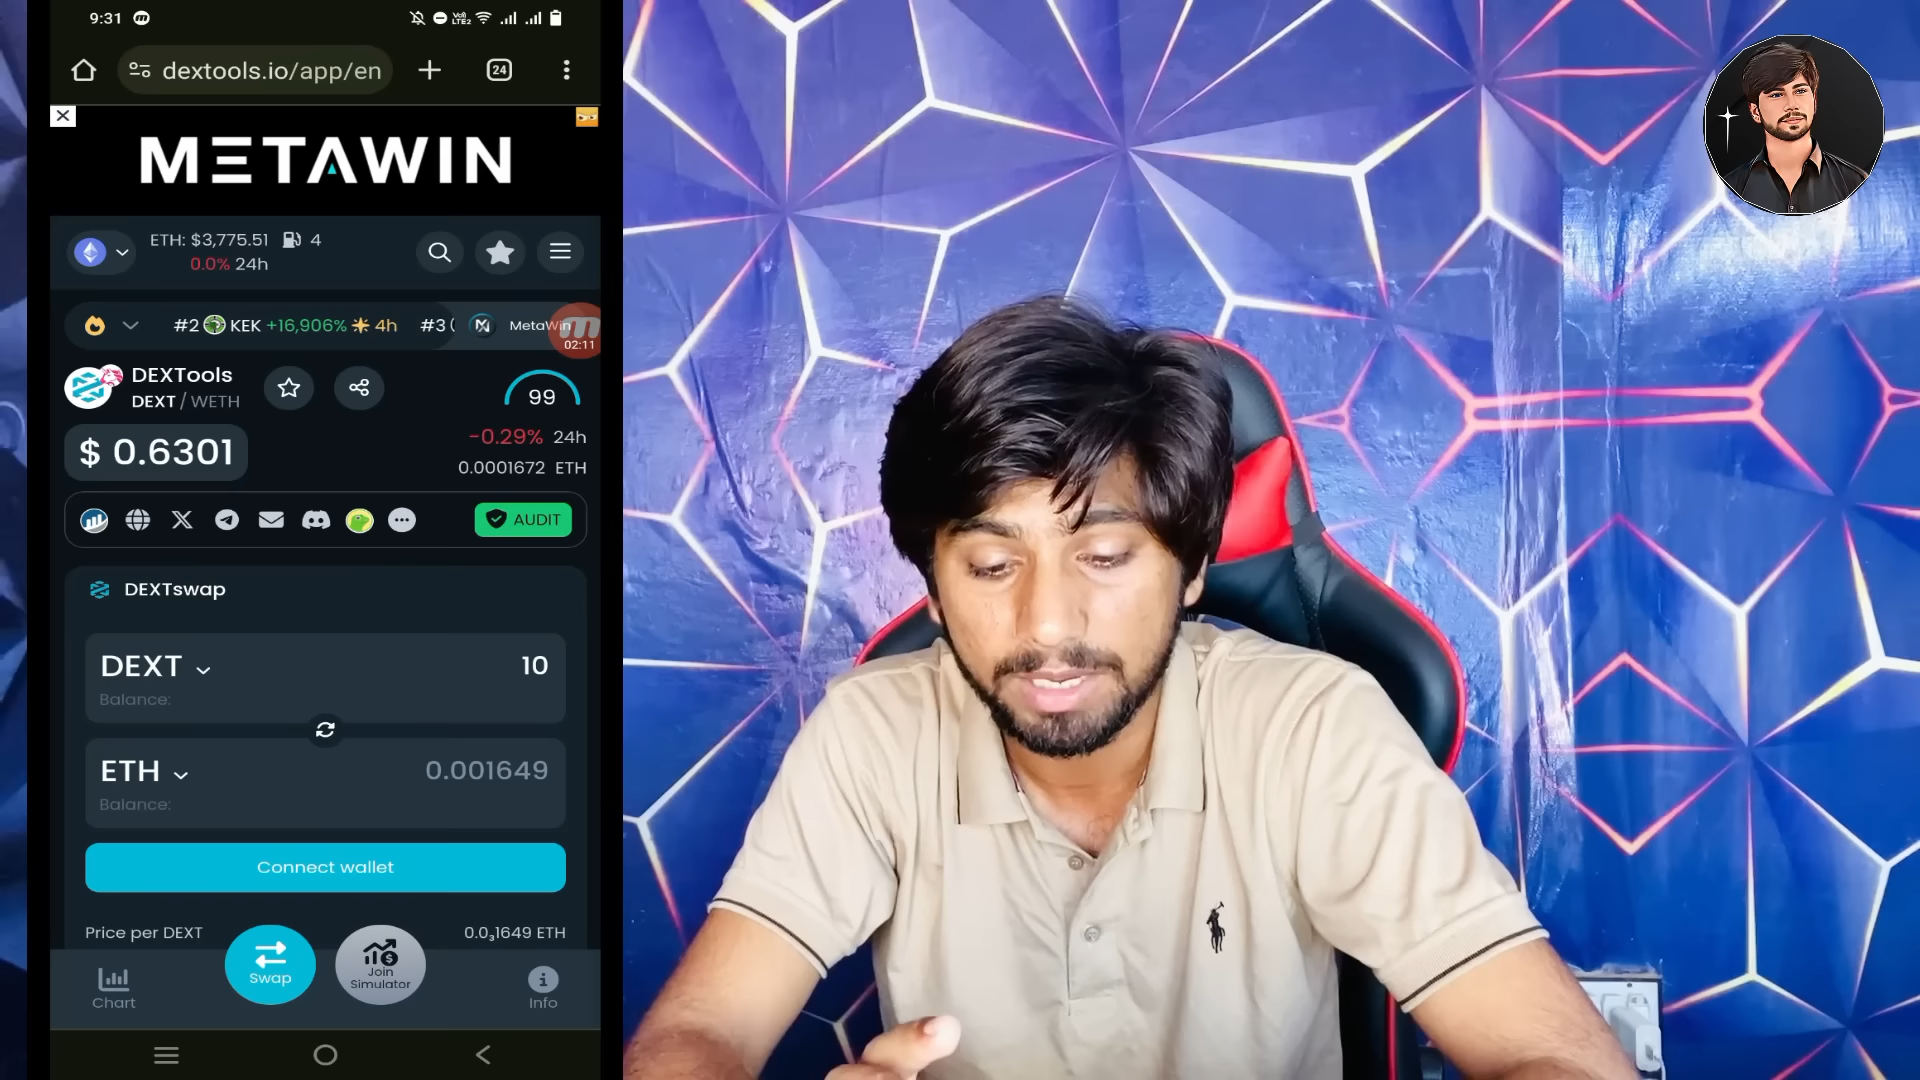 9:31
Vo))
LTE2
dextools.io/app/en
24
METAWIN
ETH: $3,775.51 4
0.0% 24h
#2 KEK +16,906% 4h #3 MetaWin
02:11
DEXTools
DEXT / WETH
99
$ 0.6301
-0.29% 24h
0.0001672 ETH
AUDIT
DEXTswap
DEXT 10
Balance:
ETH 0.001649
Balance:
Connect wallet
Price per DEXT 0.0₃1649 ETH
Chart
Swap
Join
Simulator
Info